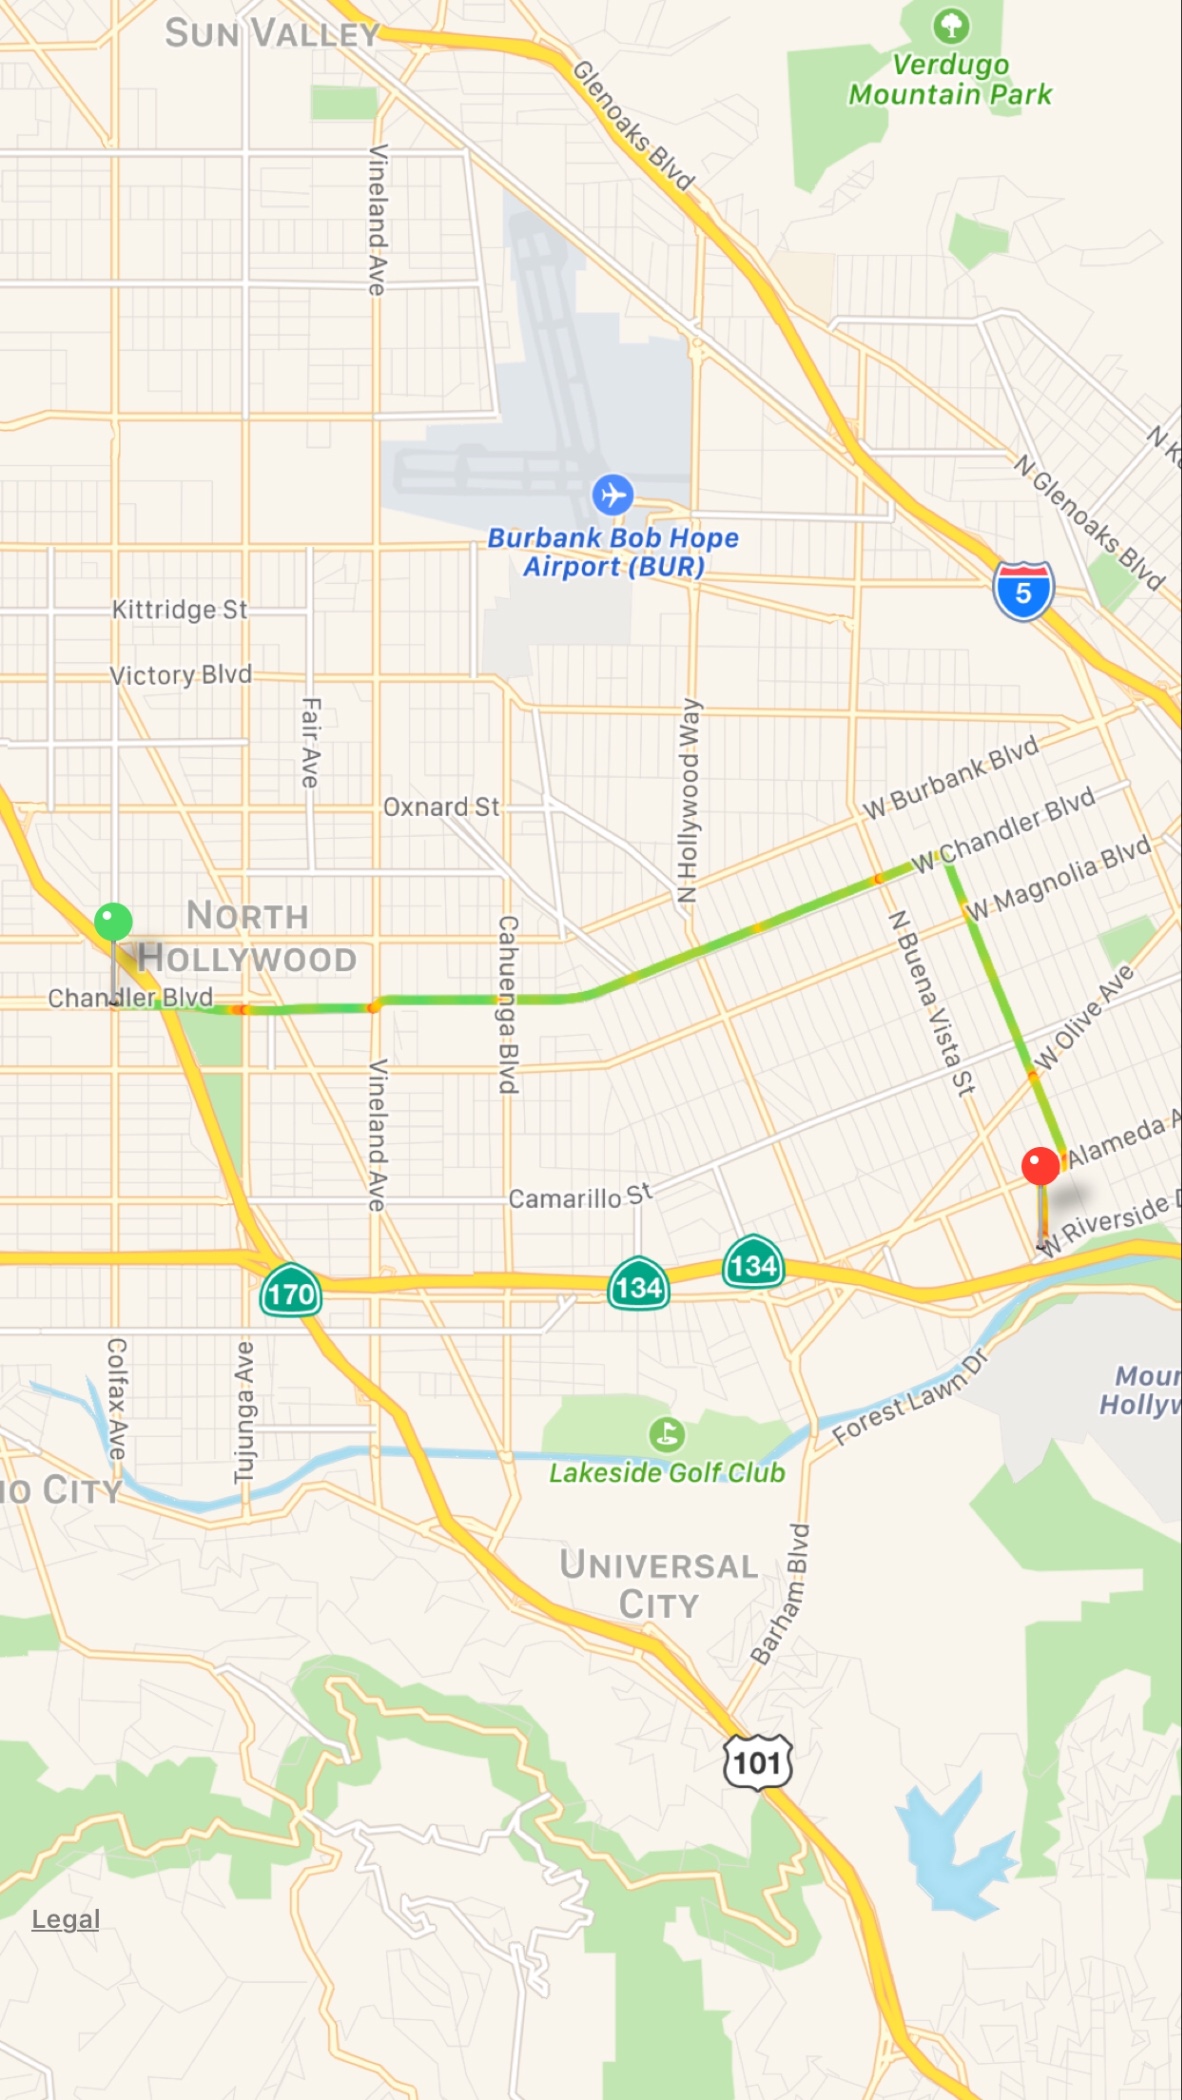 SUN VALLEY
Verdugo
Mountain Park
Glenoaks Blvd
Vineland Ave
N Glenoaks Blvd
Burbank Bob Hope
Airport (BUR)
5
Kittridge St
Victory Blvd
Fair Ave
N Hollywood Way
W Burbank Blvd
Oxnard St
W Chandler Blvd
W Magnolia Blvd
NORTH
HOLLYWOOD
Cahuenga Blvd
N Buena Vista St
Chandler Blvd
W Olive Ave
Vineland Ave
Alameda A
Camarillo St
W Riverside D
134
134
170
Colfax Ave
Tujunga Ave
Forest Lawn Dr
Moun
Hollyw
Lakeside Golf Club
IO CITY
UNIVERSAL
CITY
Barham Blvd
101
Legal